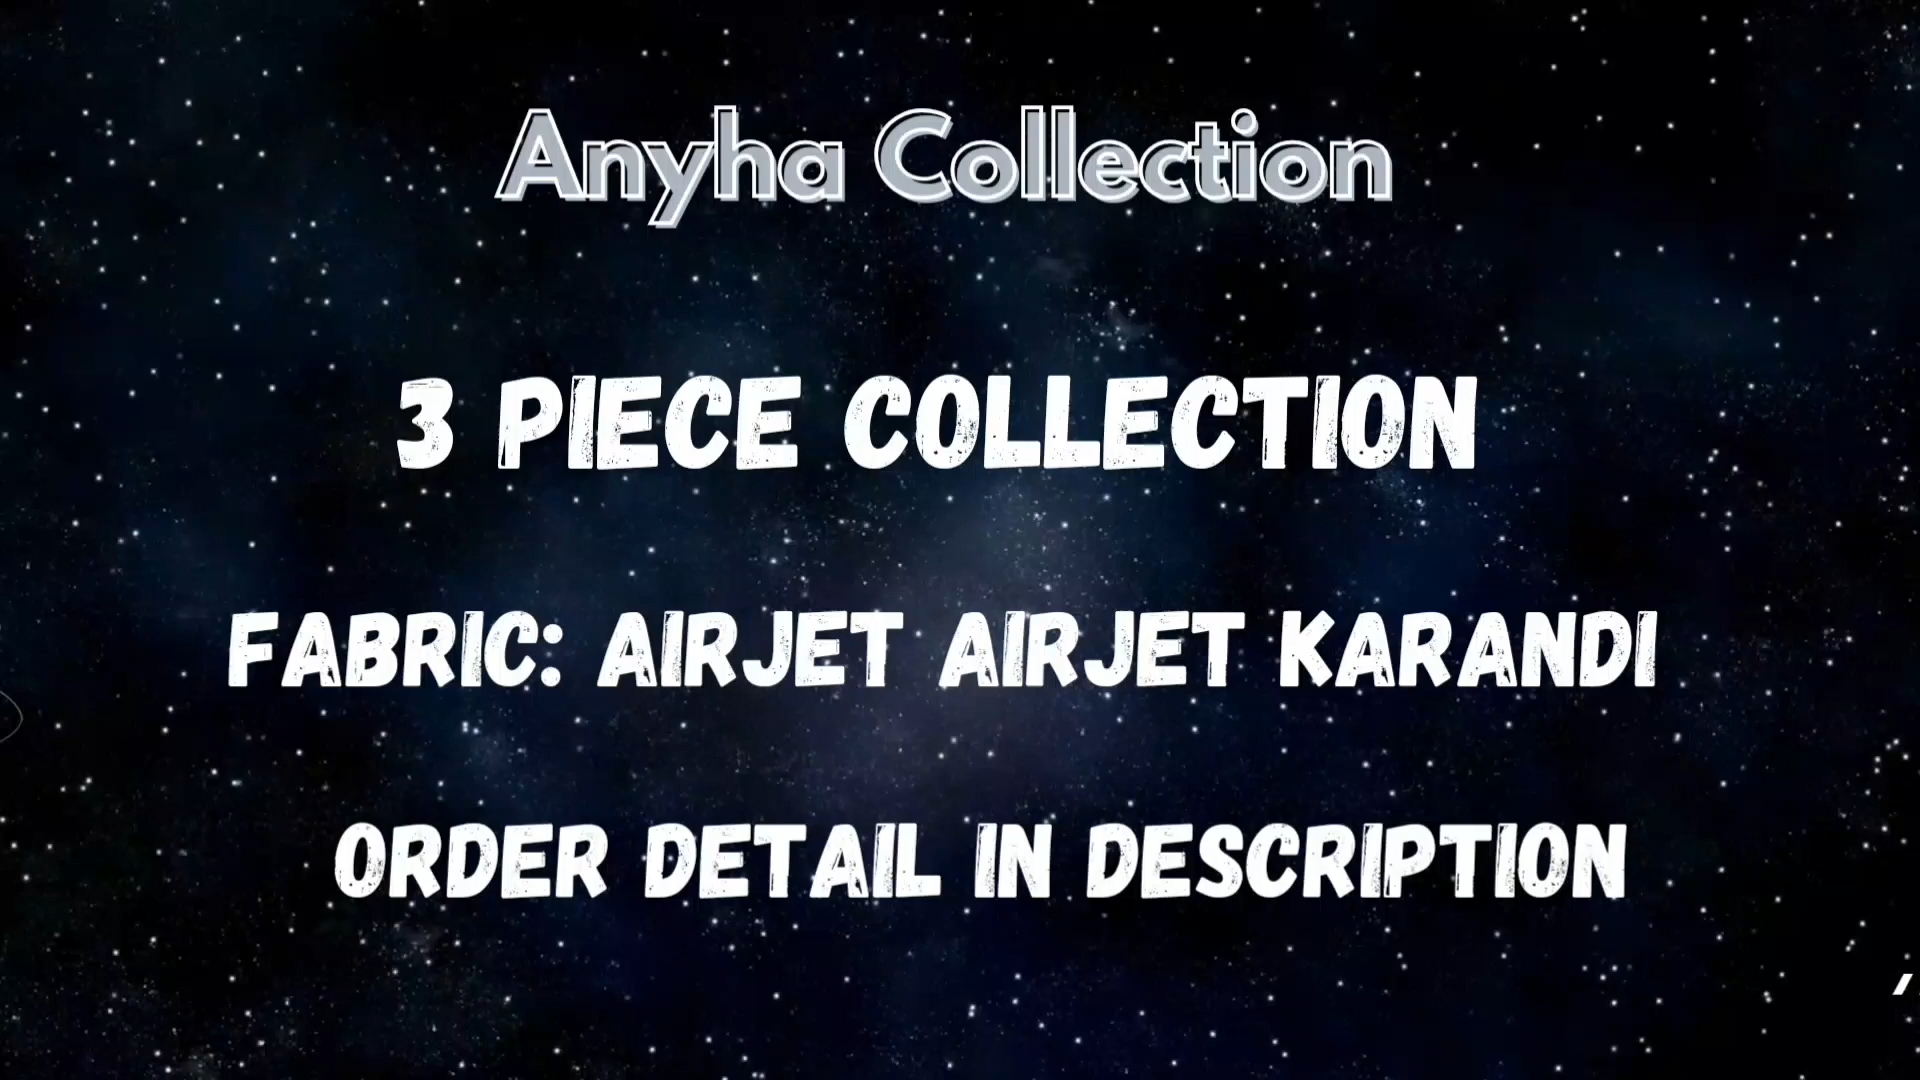 Anyha Collection
3 PIECE COLLECTION
FABRIC: AIRJET AIRJET KARANDI
ORDER DETAIL IN DESCRIPTION